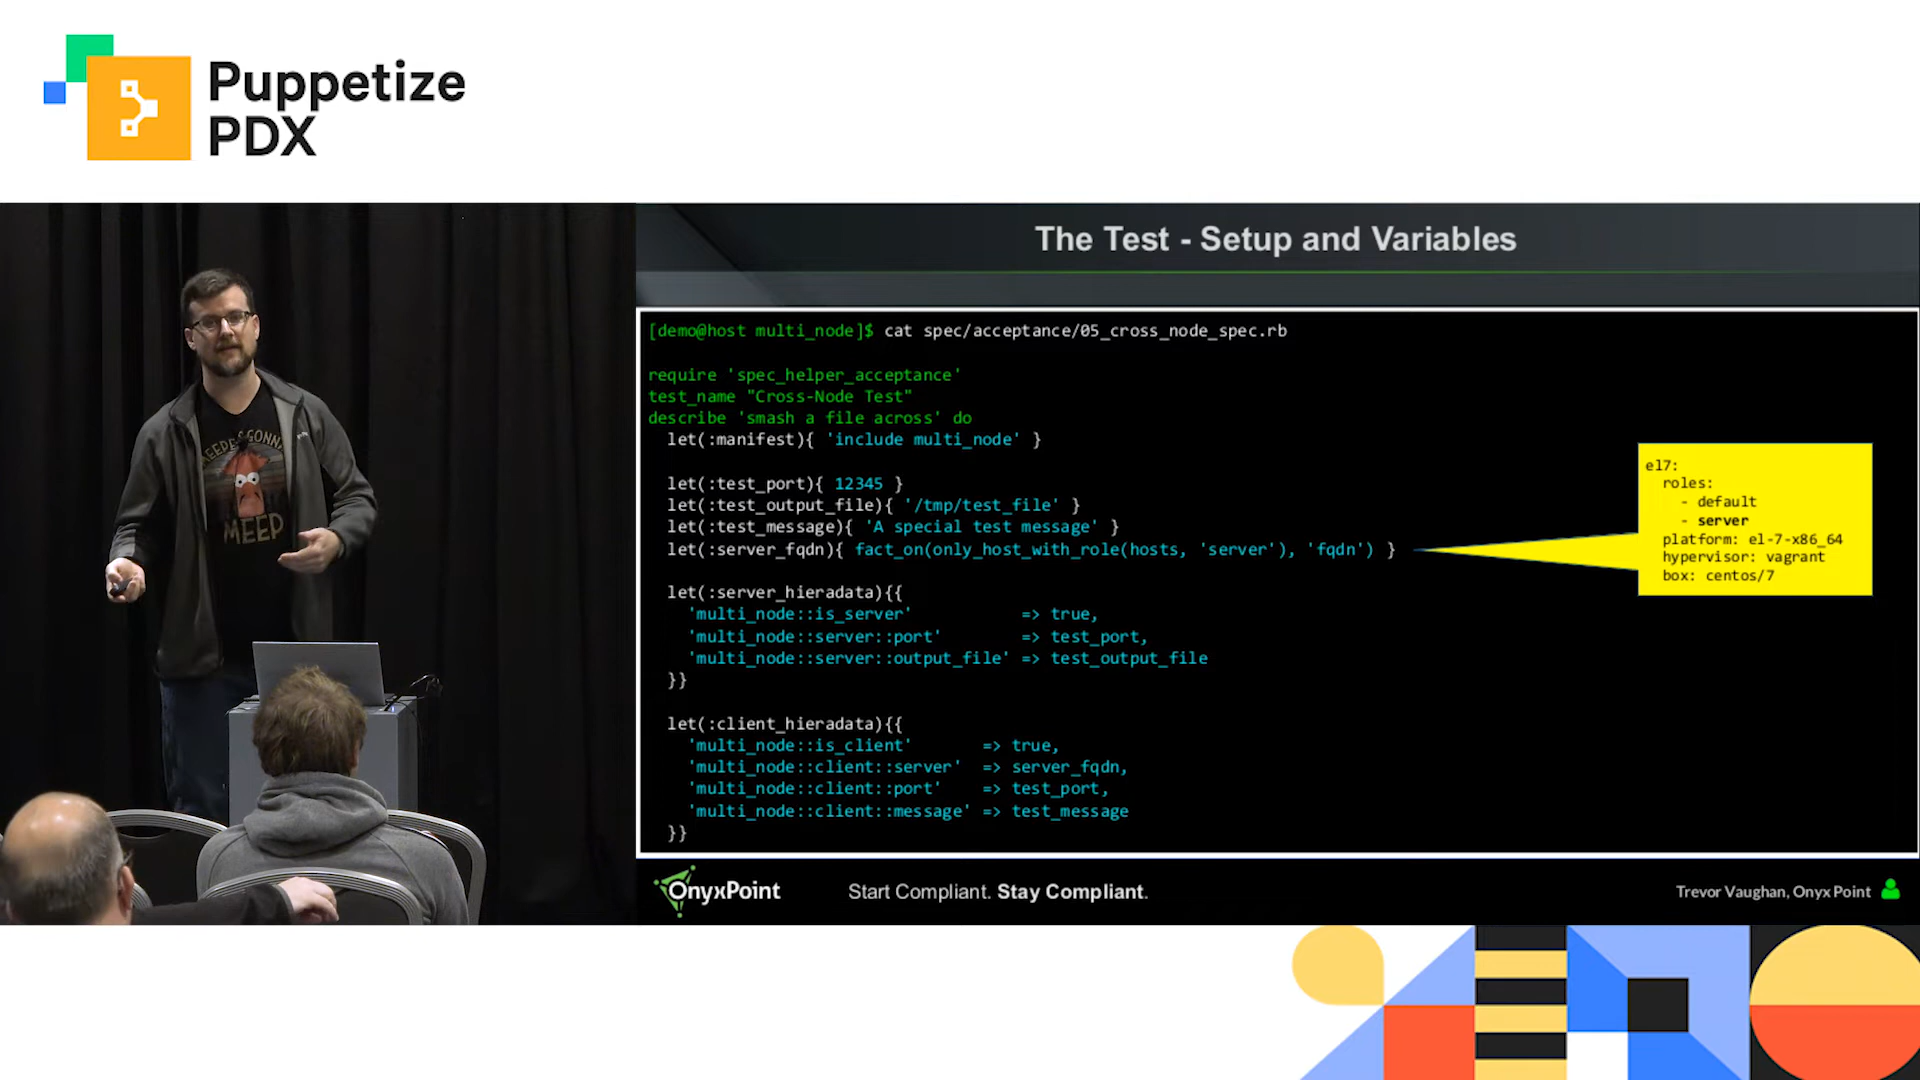 Puppetize
PDX
The Test - Setup and Variables
[demo@host multi_node]$ cat spec/acceptance/05_cross_node_spec.rb
require 'spec_helper_acceptance'
test_name "Cross-Node Test"
describe 'smash a file across' do
let(:manifest){ 'include multi_node' }
let(:test_port){ 12345 }
let(:test_output_file){ '/tmp/test_file' }
let(:test_message){ 'A special test message' }
let(:server_fqdn){ fact_on(only_host_with_role(hosts, 'server'), 'fqdn') }
let(:server_hieradata){{
'multi_node::is_server' => true,
'multi_node::server::port' => test_port,
'multi_node::server::output_file' => test_output_file
}}
let(:client_hieradata){{
'multi_node::is_client' => true,
'multi_node::client::server' => server_fqdn,
'multi_node::client::port' => test_port,
'multi_node::client::message' => test_message
}}
el7:
roles:
- default
- server
platform: el-7-x86_64
hypervisor: vagrant
box: centos/7
OnyxPoint
Start Compliant. Stay Compliant.
Trevor Vaughan, Onyx Point
GONNA
MEEP